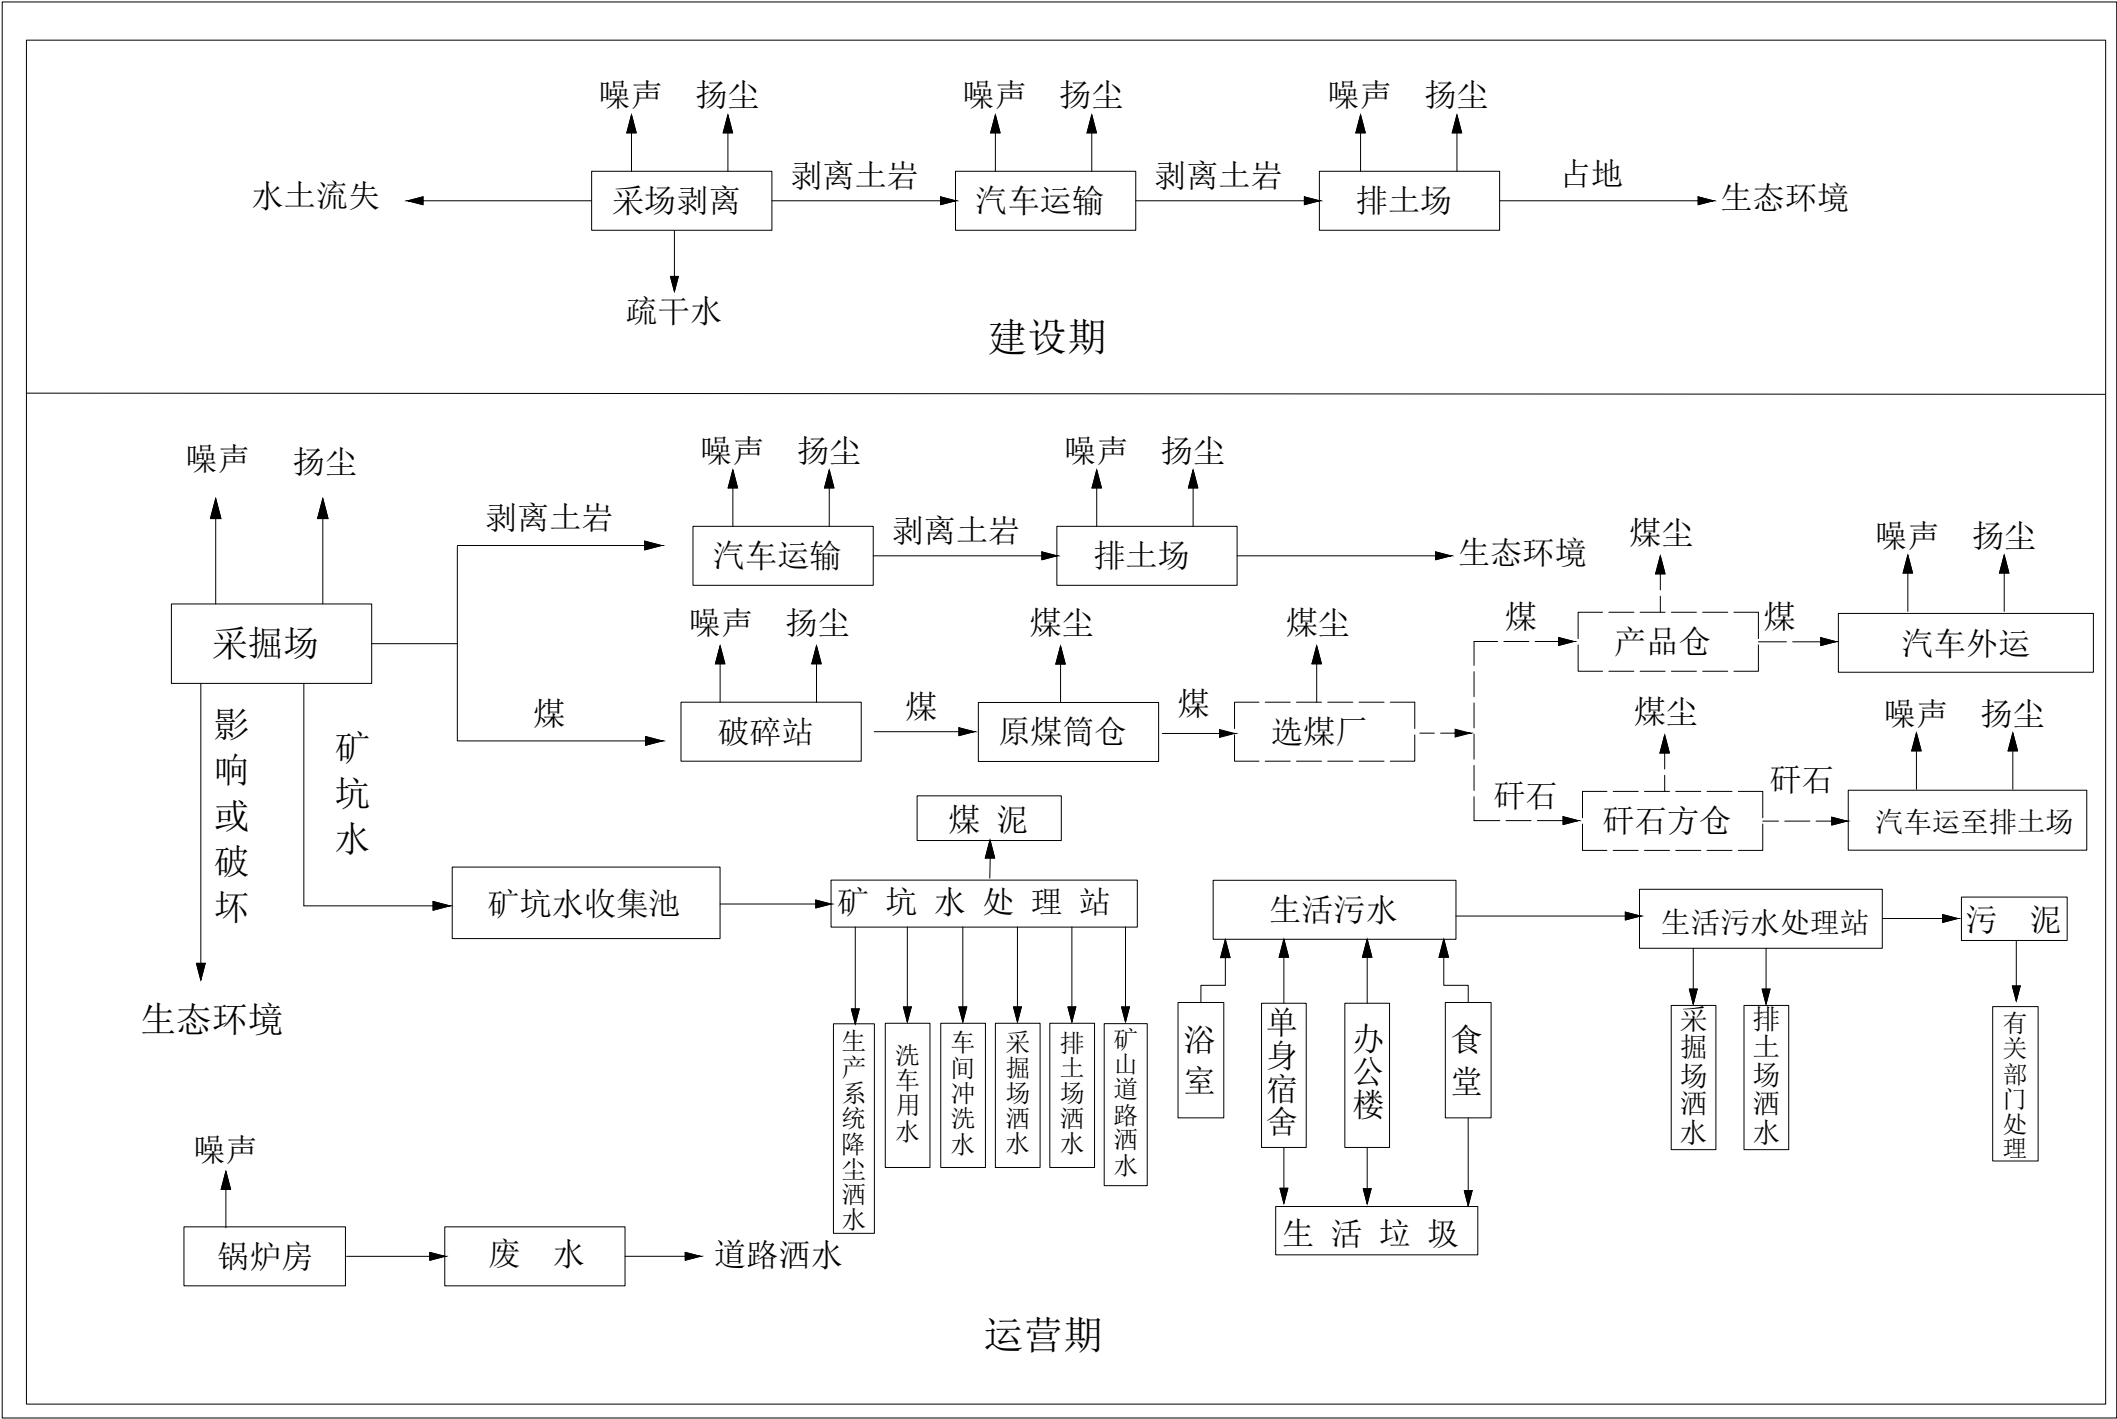 噪声 扬尘 噪声 扬尘 噪声 扬尘
水土流失 采场剥离 剥离土岩 汽车运输 剥离土岩 排土场 占地 生态环境
疏干水
建设期
噪声 扬尘 噪声 扬尘 噪声 扬尘
剥离土岩 汽车运输 剥离土岩 排土场 生态环境
煤尘 噪声 扬尘
采掘场
噪声 扬尘 煤尘 煤尘
煤 产品仓 煤 汽车外运
煤 破碎站 煤 原煤筒仓 煤 选煤厂
煤尘 噪声 扬尘
矸石 矸石方仓 矸石 汽车运至排土场
影响或破坏
矿坑水
生态环境
煤 泥
矿坑水收集池 矿坑水处理站
生活污水 生活污水处理站 污 泥
生产系统降尘洒水
洗车用水
车间冲洗水
采掘场洒水
排土场洒水
矿山道路洒水
浴室
单身宿舍
办公楼
食堂
采掘场洒水
排土场洒水
有关部门处理
生活垃圾
噪声
锅炉房 废 水 道路洒水
运营期